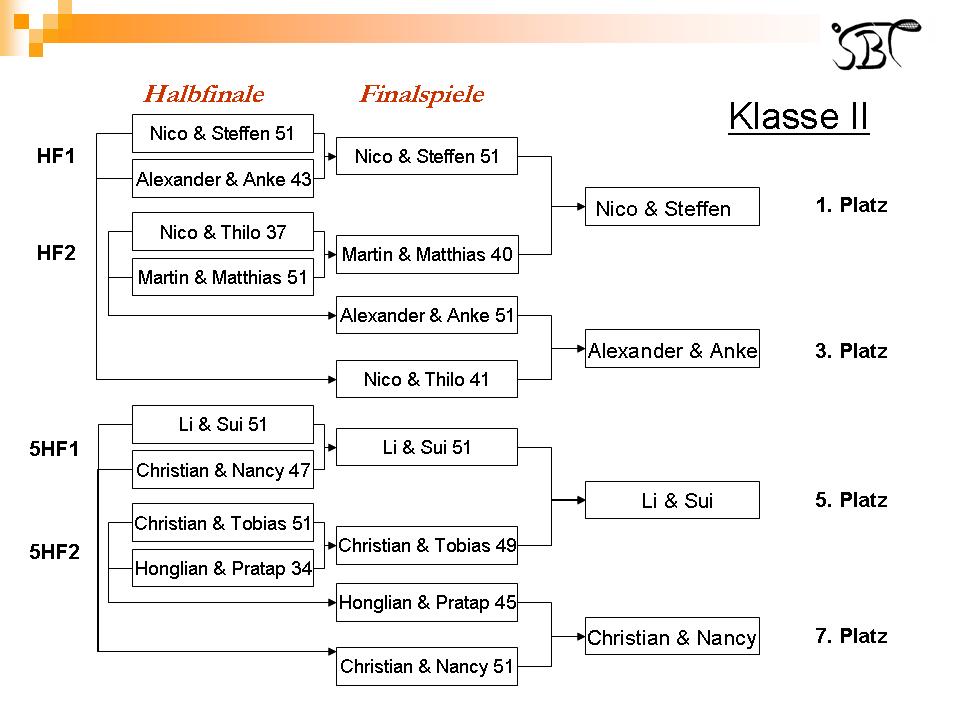 SBT
Halbfinale
Finalspiele
Klasse II
HF1
Nico & Steffen 51
Alexander & Anke 43
Nico & Steffen 51
Nico & Steffen
1. Platz
HF2
Nico & Thilo 37
Martin & Matthias 51
Martin & Matthias 40
Alexander & Anke 51
Nico & Thilo 41
Alexander & Anke
3. Platz
5HF1
Li & Sui 51
Christian & Nancy 47
Li & Sui 51
Li & Sui
5. Platz
5HF2
Christian & Tobias 51
Honglian & Pratap 34
Christian & Tobias 49
Honglian & Pratap 45
Christian & Nancy 51
Christian & Nancy
7. Platz